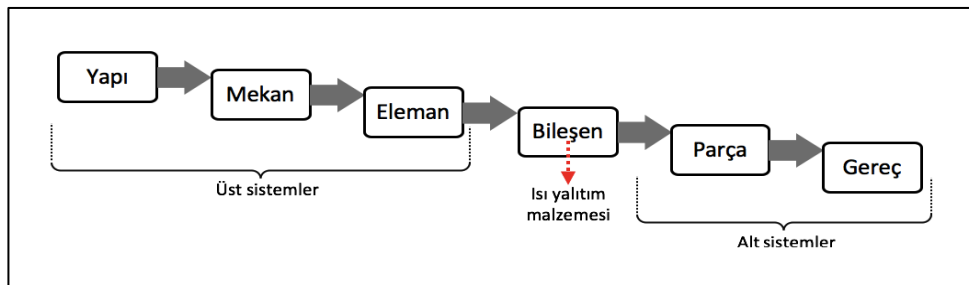 Yapı
Mekan
Eleman
Bileşen
Parça
Gereç
Üst sistemler
Isı yalıtım
malzemesi
Alt sistemler